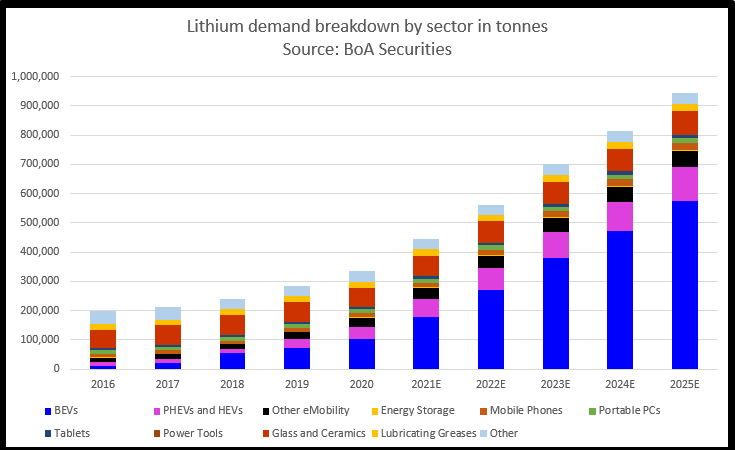 Lithium demand breakdown by sector in tonnes
Source: BoA Securities
1,000,000
900,000
800,000
700,000
600,000
500,000
400,000
300,000
200,000
100,000
0
2016 2017 2018 2019 2020 2021E 2022E 2023E 2024E 2025E
BEVs PHEVs and HEVs Other eMobility Energy Storage Mobile Phones Portable PCs
Tablets Power Tools Glass and Ceramics Lubricating Greases Other